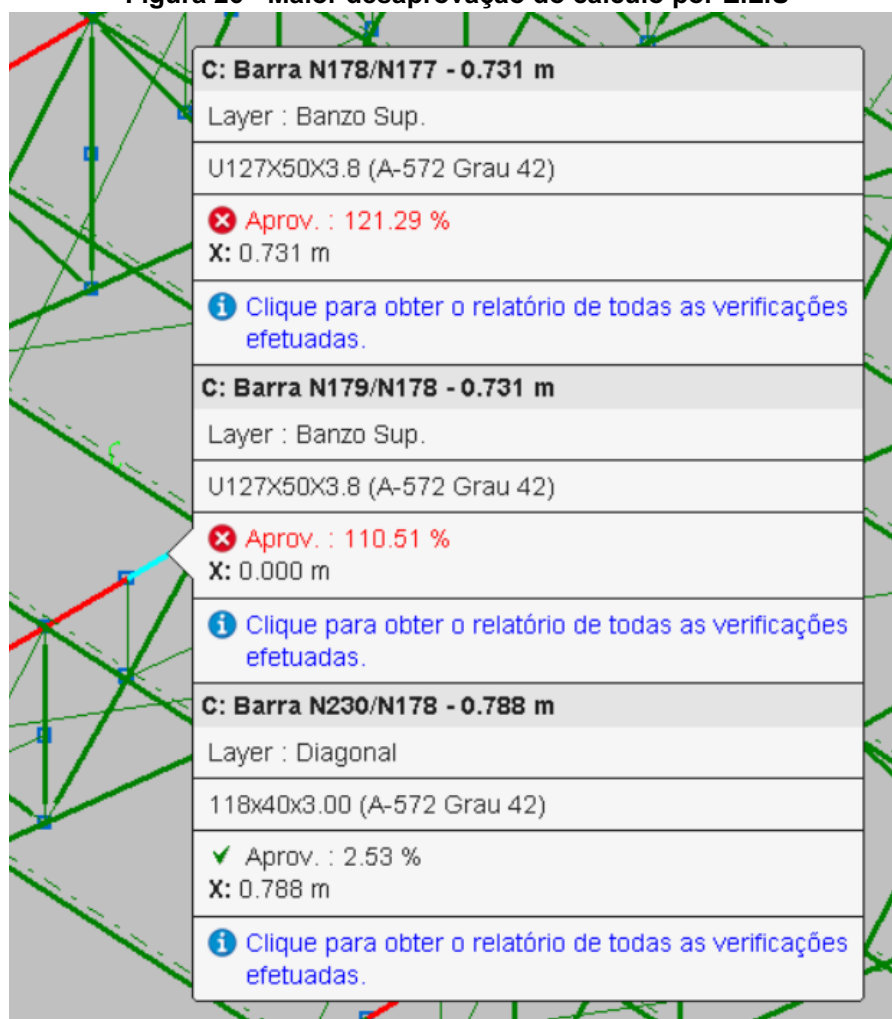 C: Barra N178/N177 - 0.731 m
Layer : Banzo Sup.
U127X50X3.8 (A-572 Grau 42)
Aprov. : 121.29 %
X: 0.731 m
Clique para obter o relatório de todas as verificações
efetuadas.
C: Barra N179/N178 - 0.731 m
Layer : Banzo Sup.
U127X50X3.8 (A-572 Grau 42)
Aprov. : 110.51 %
X: 0.000 m
Clique para obter o relatório de todas as verificações
efetuadas.
C: Barra N230/N178 - 0.788 m
Layer : Diagonal
118x40x3.00 (A-572 Grau 42)
Aprov. : 2.53 %
X: 0.788 m
Clique para obter o relatório de todas as verificações
efetuadas.